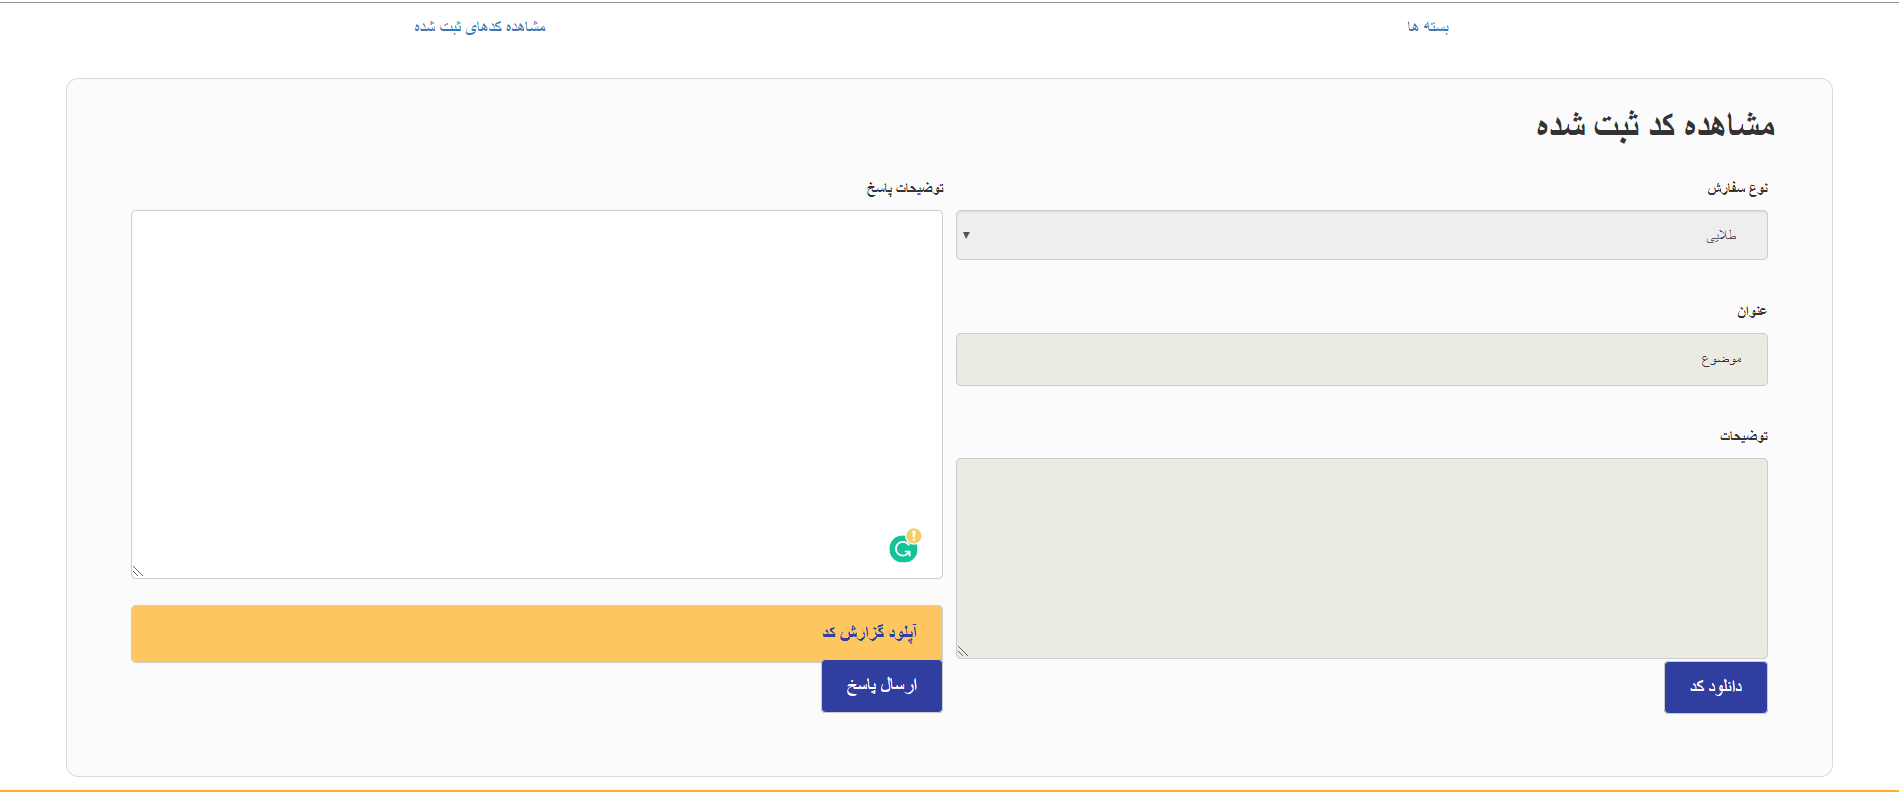 بسته ها
مشاهده کدهای ثبت شده
مشاهده کد ثبت شده
نوع سفارش
طلایی
عنوان
موضوع
توضیحات
دانلود کد
توضیحات پاسخ
آپلود گزارش کد
ارسال پاسخ